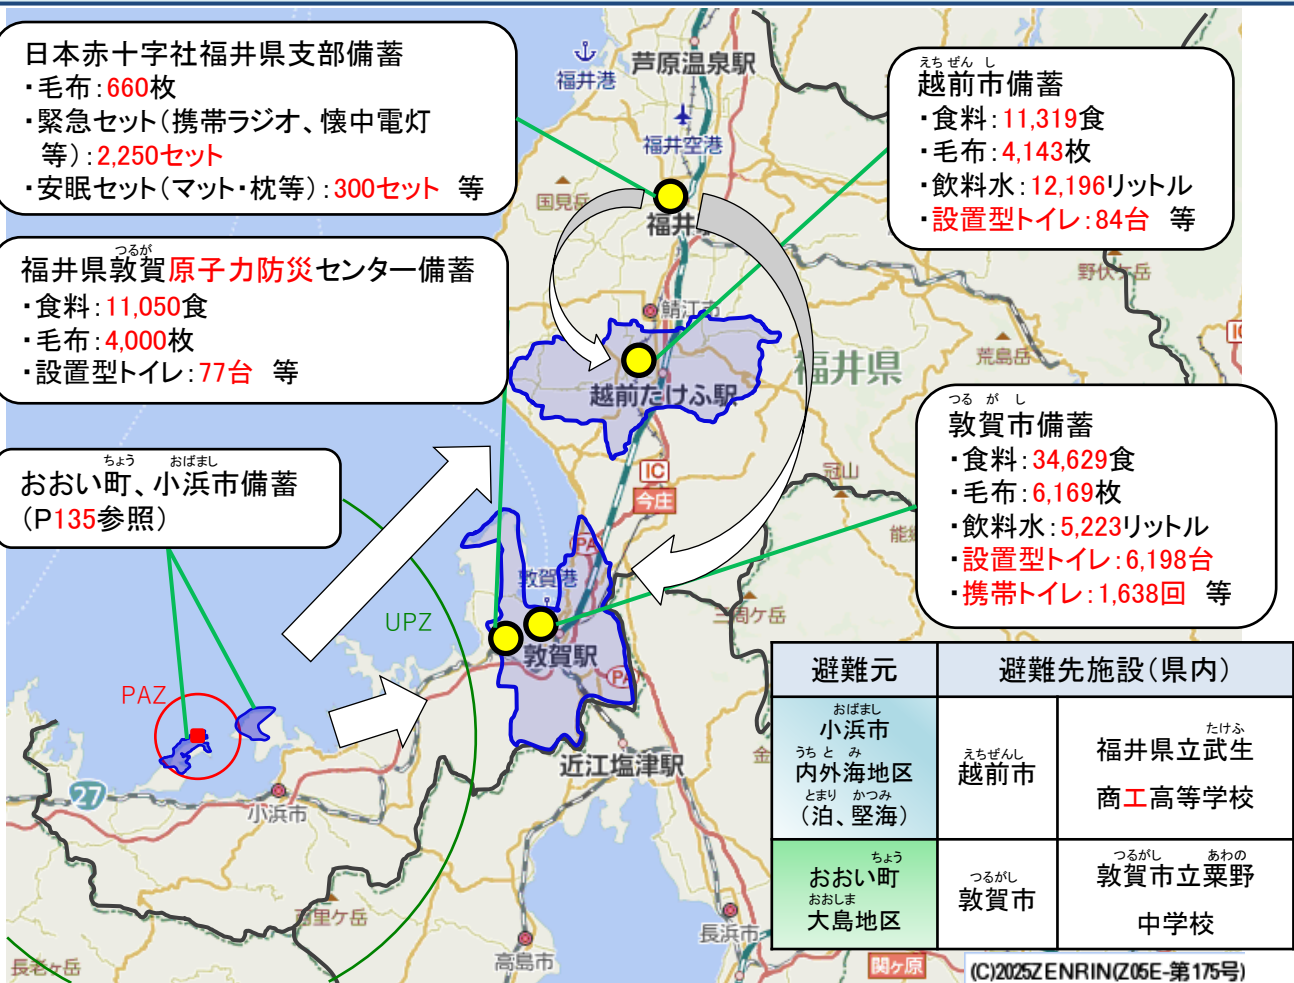 日本赤十字社福井県支部備蓄
・毛布：660枚
・緊急セット（携帯ラジオ、懐中電灯
等）：2,250セット
・安眠セット（マット・枕等）：300セット 等
つるが
福井県敦賀原子力防災センター備蓄
・食料：11,050食
・毛布：4,000枚
・設置型トイレ：77台 等
ちょう おばまし
おおい町、小浜市備蓄
（P135参照）
えちぜんし
越前市備蓄
・食料：11,319食
・毛布：4,143枚
・飲料水：12,196リットル
・設置型トイレ：84台 等
つるがし
敦賀市備蓄
・食料：34,629食
・毛布：6,169枚
・飲料水：5,223リットル
・設置型トイレ：6,198台
・携帯トイレ：1,638回 等
芦原温泉駅
福井港
福井空港
国見岳
福井
鯖江市
野伏ケ岳
荒島岳
福井県
越前たけふ駅
IC
今庄
冠山
能郷
PA
敦賀港
三周ケ岳
UPZ
敦賀駅
PA
PAZ
近江塩津駅
金
27
小浜市
百里ケ岳
長浜市
高島市
長老ヶ岳
関ヶ原
避難元 避難先施設（県内）
おばまし
小浜市
うちとみ
内外海地区
とまり かつみ
（泊、堅海）
えちぜんし
越前市
たけふ
福井県立武生
商工高等学校
ちょう
おおい町
おおしま
大島地区
つるがし
敦賀市
つるがし あわの
敦賀市立粟野
中学校
(C)2025ZENRIN(Z05E-第175号)